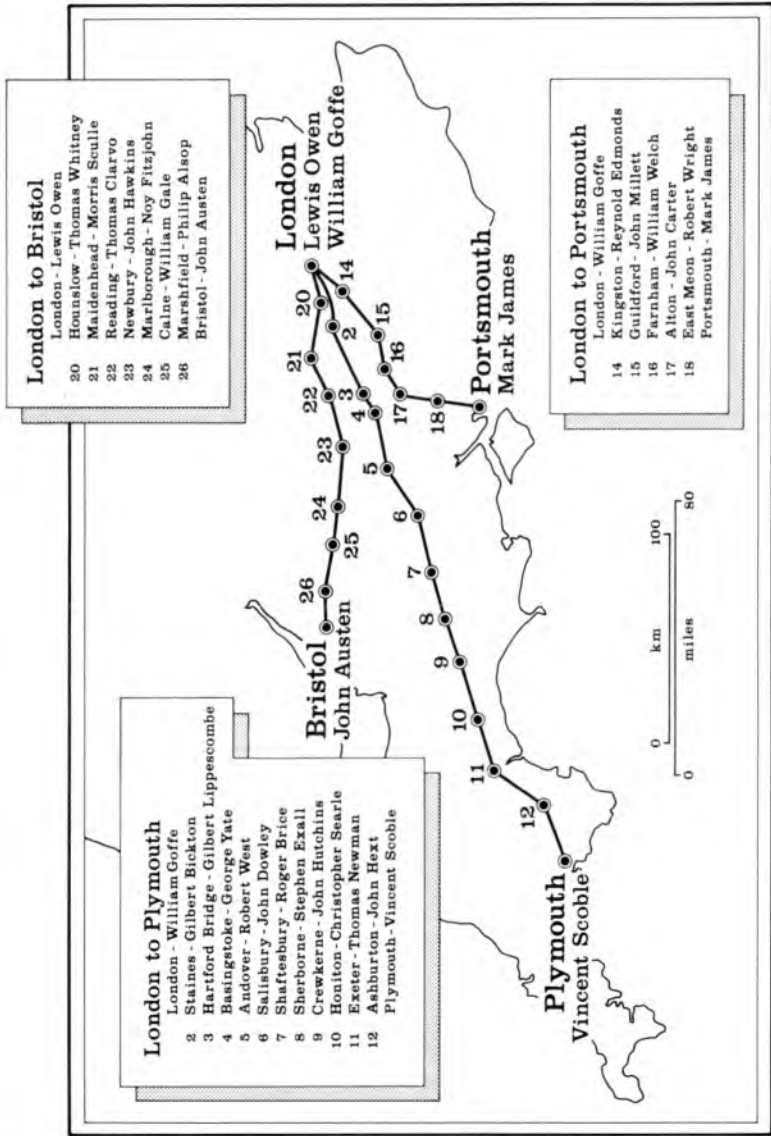 London to Plymouth
London - William Goffe
2 Staines - Gilbert Bickton
3 Hartford Bridge - Gilbert Lippescombe
4 Basingstoke - George Yate
5 Andover - Robert West
6 Salisbury - John Dowley
7 Shaftesbury - Roger Brice
8 Sherborne - Stephen Exall
9 Crewkerne - John Hutchins
10 Honiton - Christopher Searle
11 Exeter - Thomas Newman
12 Ashburton - John Hext
Plymouth - Vincent Scoble
London to Bristol
London - Lewis Owen
20 Hounslow - Thomas Whitney
21 Maidenhead - Morris Sculle
22 Reading - Thomas Clarvo
23 Newbury - John Hawkins
24 Marlborough - Noy Fitzjohn
25 Calne - William Gale
26 Marshfield - Philip Alsop
Bristol - John Austen
Bristol
John Austen
26
25
24
23
22
21
20
London
Lewis Owen
William Goffe
2
3
4
5
6
7
8
9
10
11
12
14
15
16
17
18
Plymouth
Vincent Scoble
Portsmouth
Mark James
0 km 100
0 miles 80
London to Portsmouth
London - William Goffe
14 Kingston - Reynold Edmonds
15 Guildford - John Millett
16 Farnham - William Welch
17 Alton - John Carter
18 East Meon - Robert Wright
Portsmouth - Mark James